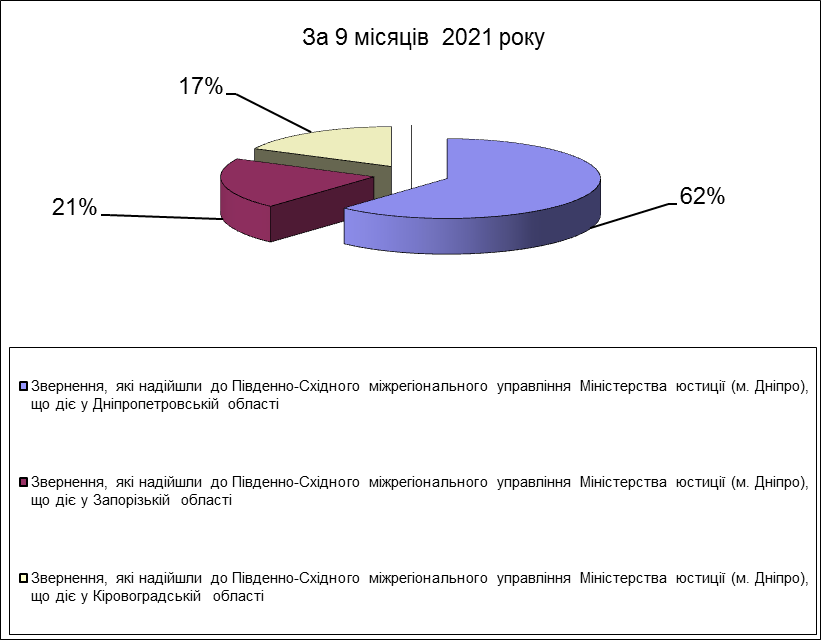 За 9 місяців 2021 року
17%
62%
21%
Звернення, які надійшли до Південно-Східного міжрегіонального управління Міністерства юстиції (м. Дніпро),
що діє у Дніпропетровській області
Звернення, які надійшли до Південно-Східного міжрегіонального управління Міністерства юстиції (м. Дніпро),
що діє у Запорізькій області
Звернення, які надійшли до Південно-Східного міжрегіонального управління Міністерства юстиції (м. Дніпро),
що діє у Кіровоградській області